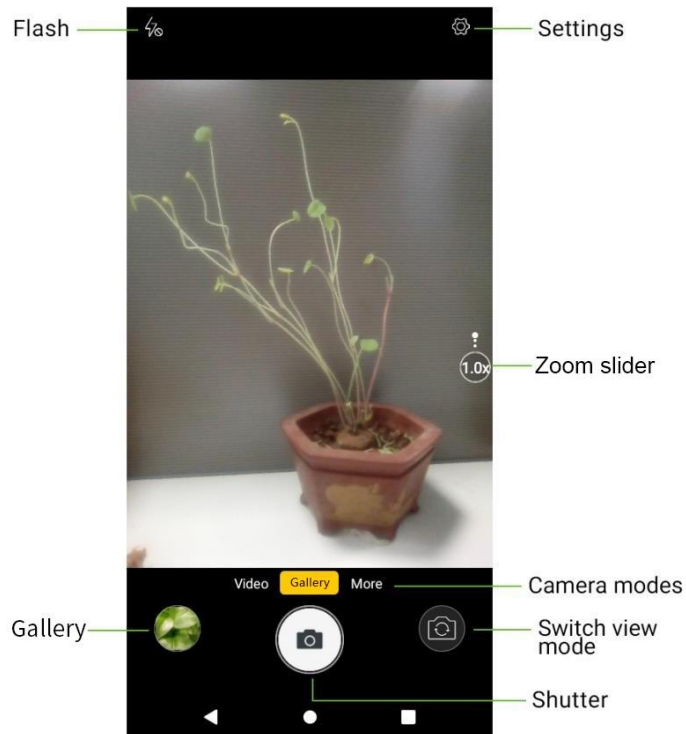 Flash
Settings
1.0x
Zoom slider
Video Gallery More
Camera modes
Gallery
Switch view
mode
Shutter